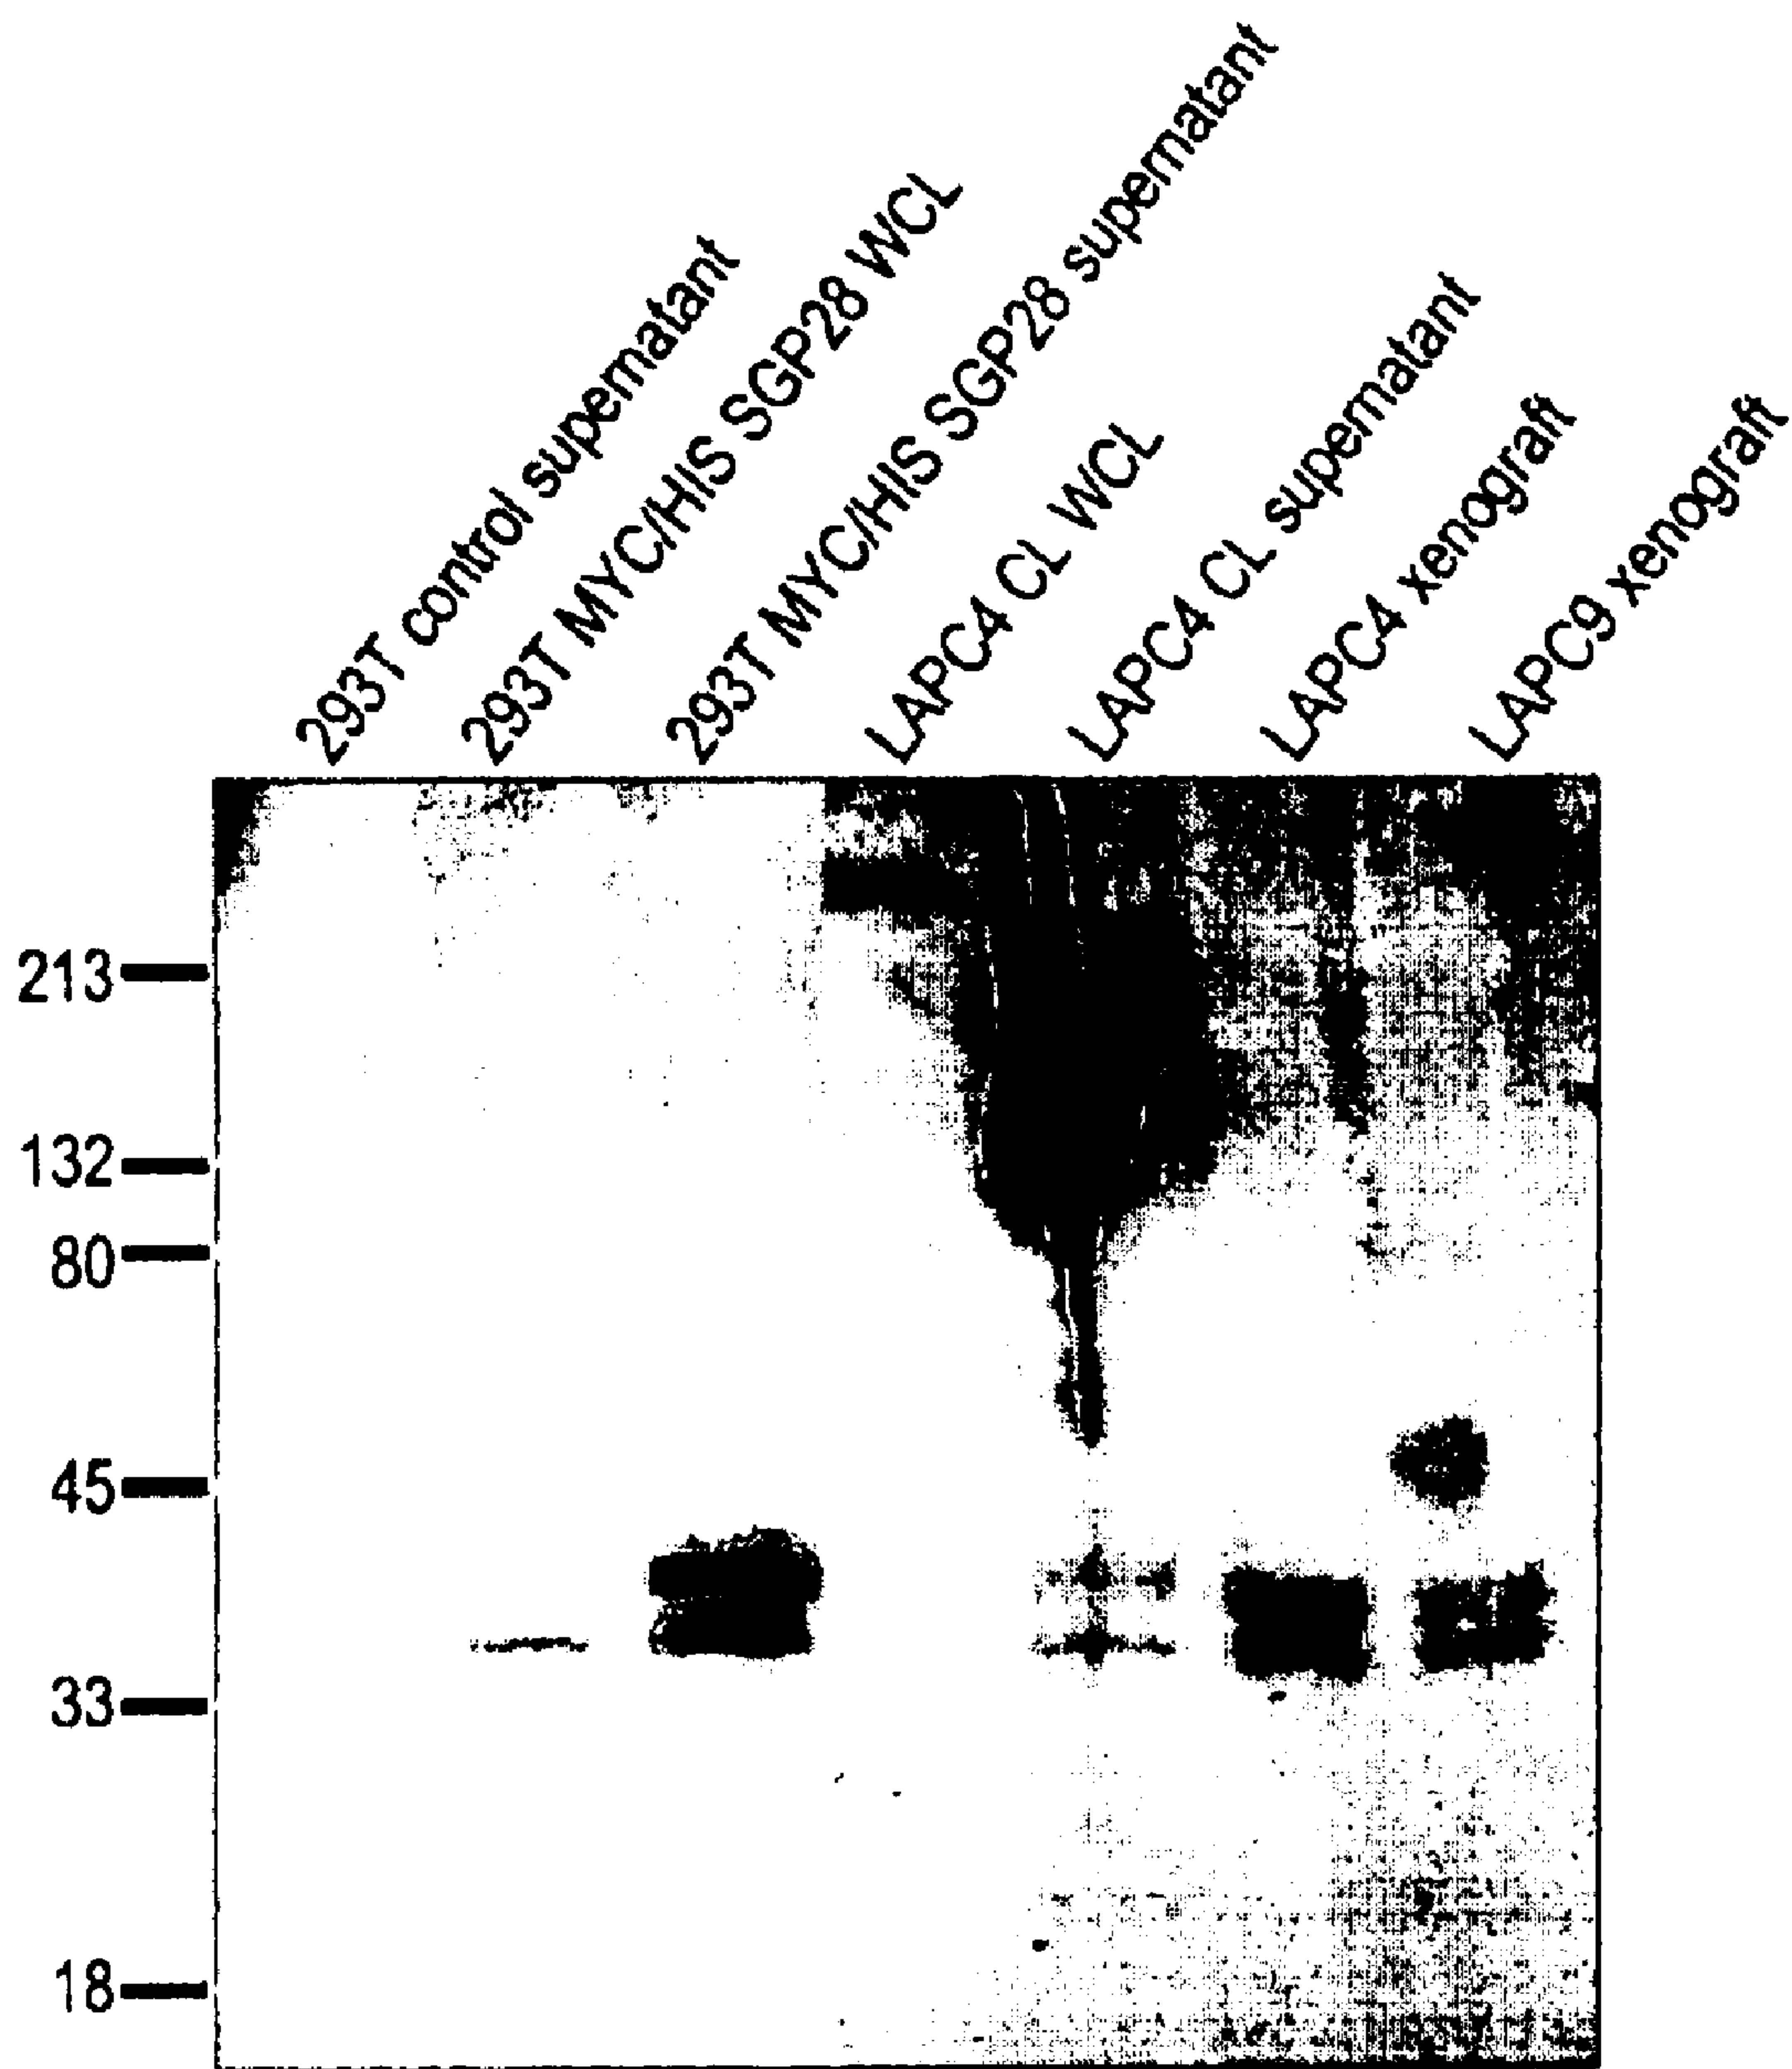 293T control supernatant
293T MYC/HIS SGP28 WCL
293T MYC/HIS SGP28 supernatant
LAPC4 CL WCL
LAPC4 CL supernatant
LAPC4 xenograft
LAPC9 xenograft
213
132
80
45
33
18